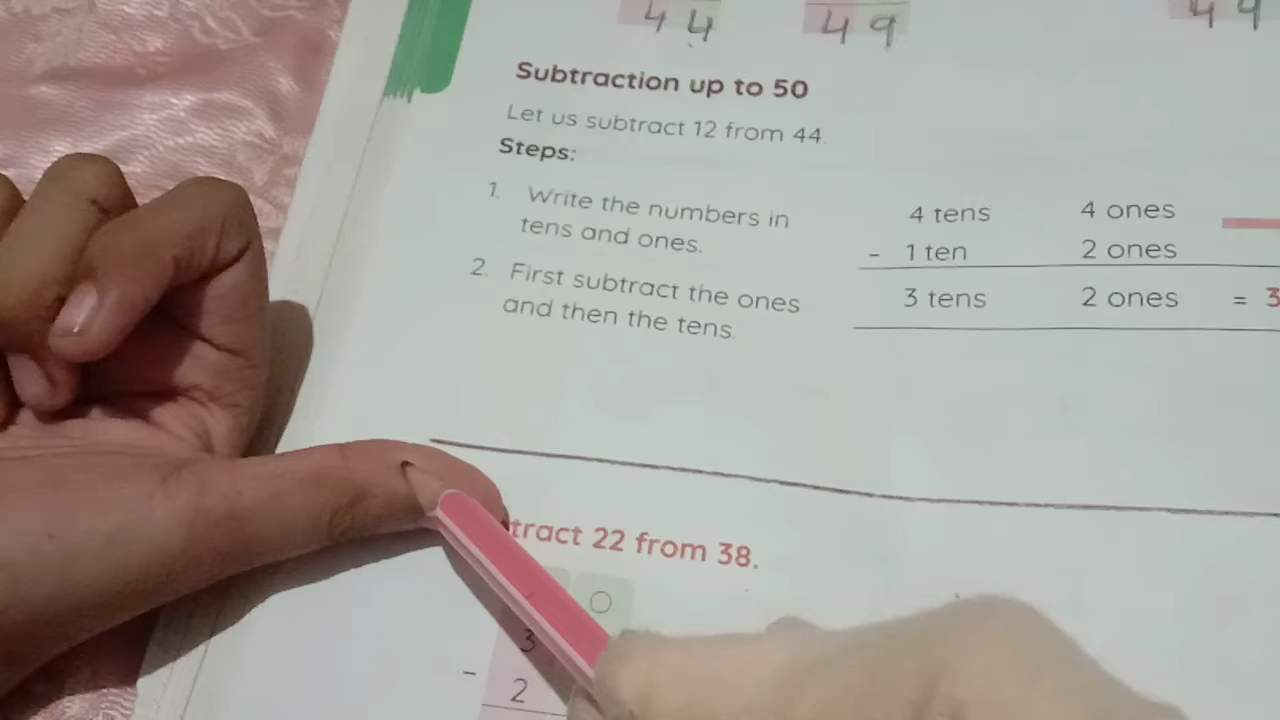 44 49 49
Subtraction up to 50
Let us subtract 12 from 44.
Steps:
1. Write the numbers in
tens and ones.
2. First subtract the ones
and then the tens.
4 tens 4 ones
- 1 ten 2 ones
3 tens 2 ones = 3
tract 22 from 38.
O
3
- 2